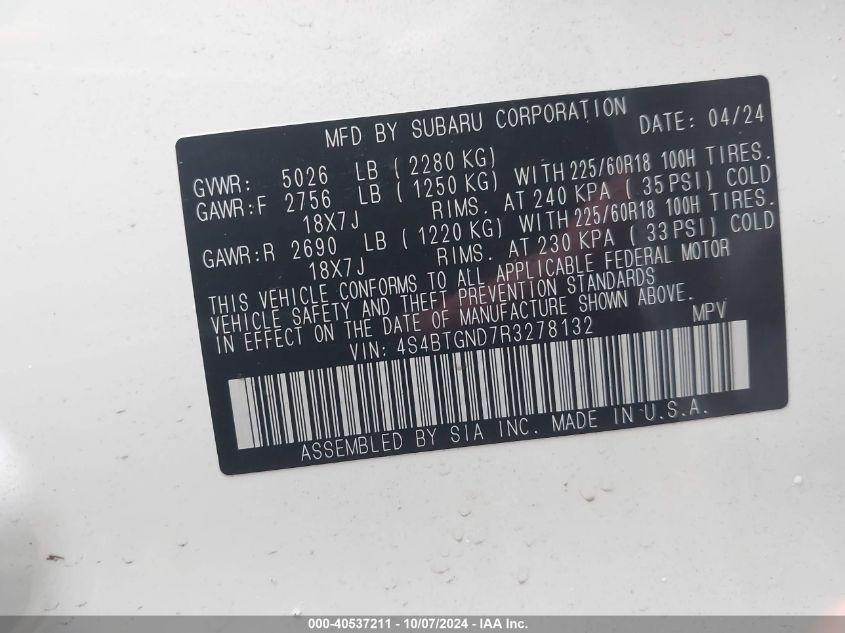 MFD BY SUBARU CORPORATION DATE: 04/24
GVWR: 5026 LB ( 2280 KG)
GAWR:F 2756 LB ( 1250 KG) WITH 225/60R18 100H TIRES.
18X7J RIMS. AT 240 KPA ( 35 PSI) COLD
GAWR:R 2690 LB ( 1220 KG) WITH 225/60R18 100H TIRES.
18X7J RIMS. AT 230 KPA ( 33 PSI) COLD
THIS VEHICLE CONFORMS TO ALL APPLICABLE FEDERAL MOTOR
VEHICLE SAFETY AND THEFT PREVENTION STANDARDS
IN EFFECT ON THE DATE OF MANUFACTURE SHOWN ABOVE.
VIN: 4S4BTGND7R3278132 MPV
ASSEMBLED BY SIA INC. MADE IN U.S.A.
000-40537211 - 10/07/2024 - IAA Inc.